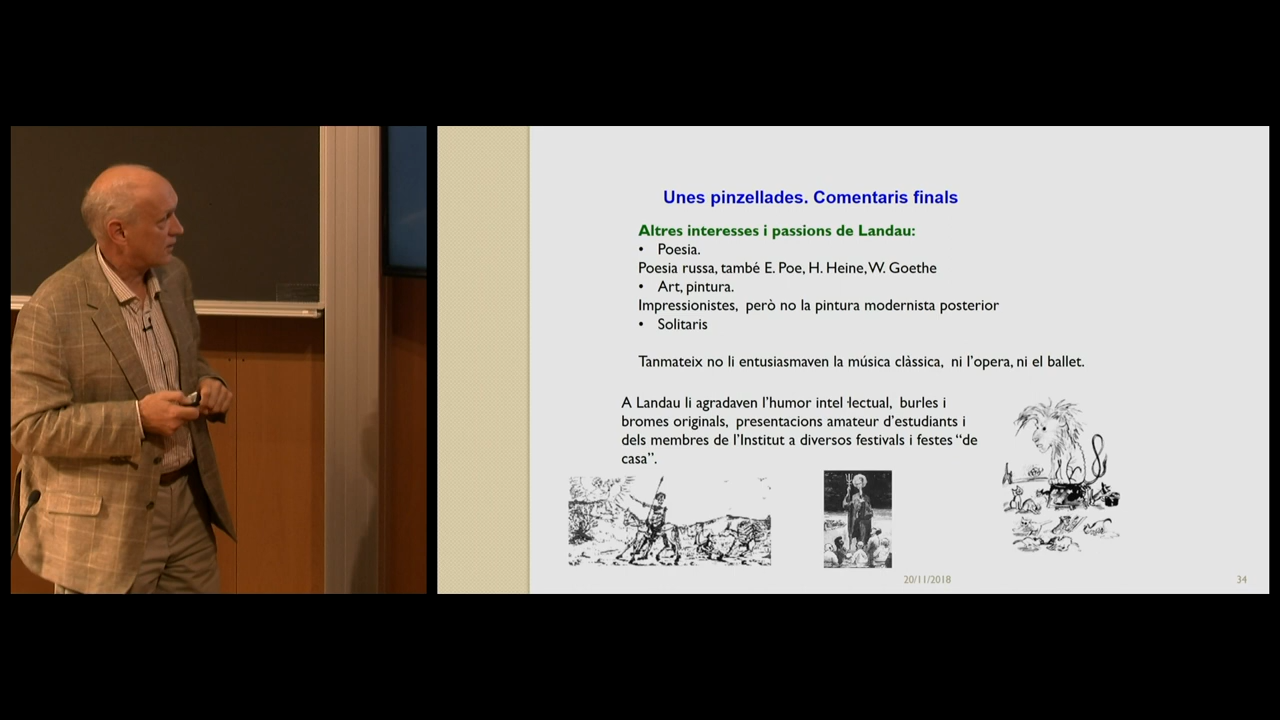 Unes pinzellades. Comentaris finals
Altres interesses i passions de Landau:
• Poesia.
Poesia russa, també E. Poe, H. Heine, W. Goethe
• Art, pintura.
Impressionistes, però no la pintura modernista posterior
• Solitaris
Tanmateix no li entusiasmaven la música clàssica, ni l’opera, ni el ballet.
A Landau li agradaven l’humor intel·lectual, burles i
bromes originals, presentacions amateur d’estudiants i
dels membres de l’Institut a diversos festivals i festes “de
casa”.
20/11/2018
34